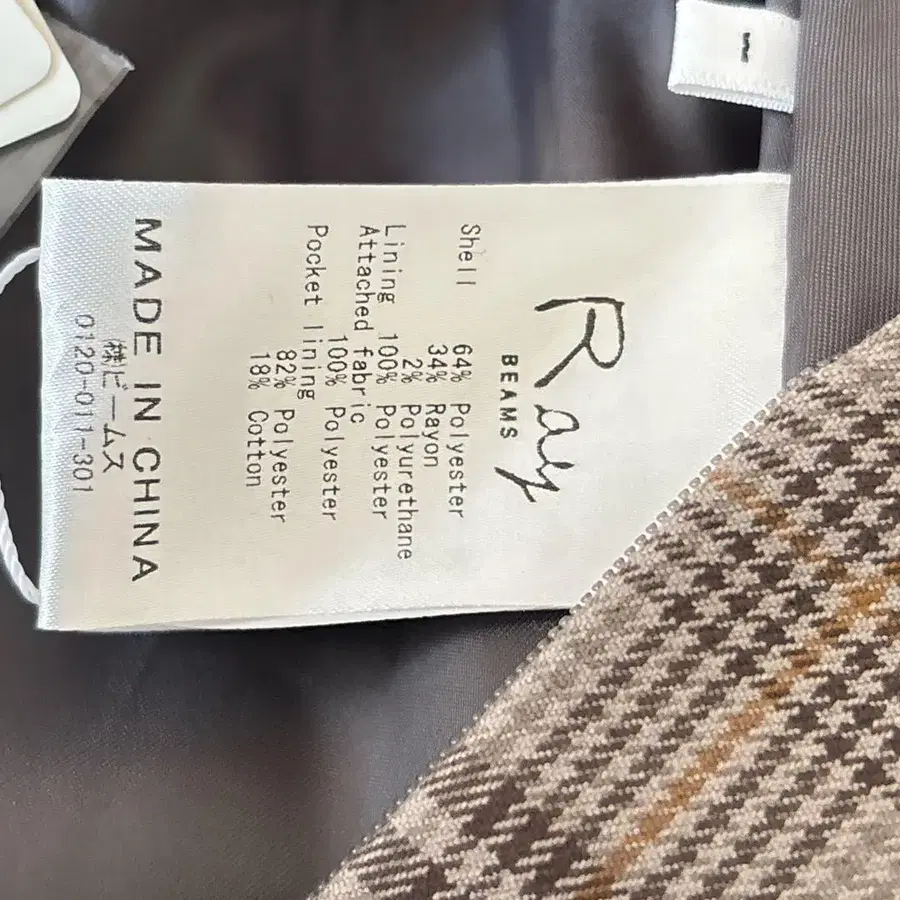 1
Ray
BEAMS
Shell 64% Polyester
34% Rayon
2% Polyurethane
Lining 100% Polyester
Attached fabric
100% Polyester
Pocket lining
82% Polyester
18% Cotton
MADE IN CHINA
㈱ビームス
0120-011-301